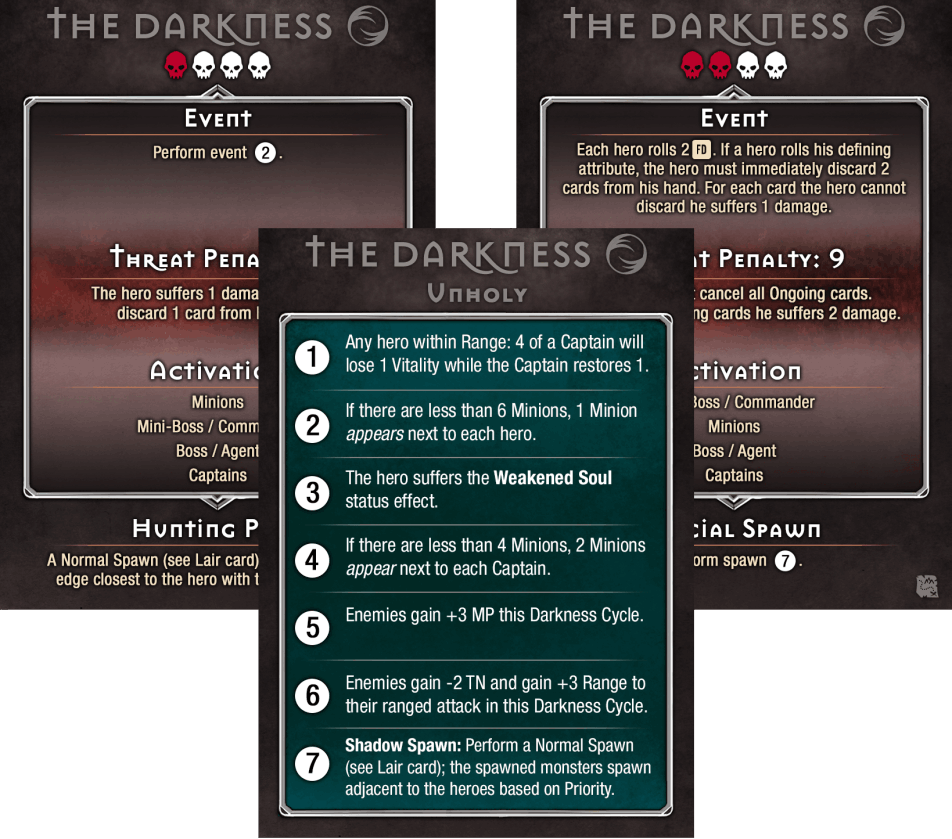 THE DARKNESS
Event
Perform event 2.
Threat Pena
The hero suffers 1 dama
discard 1 card from
Activatio
Minions
Mini-Boss / Comm
Boss / Agent
Captains
Hunting P
A Normal Spawn (see Lair card)
edge closest to the hero with t
THE DARKNESS
Event
Each hero rolls 2 FD. If a hero rolls his defining
attribute, the hero must immediately discard 2
cards from his hand. For each card the hero cannot
discard he suffers 1 damage.
at Penalty: 9
cancel all Ongoing cards.
ng cards he suffers 2 damage.
ctivation
Boss / Commander
Minions
Boss / Agent
Captains
cial Spawn
orm spawn 7.
THE DARKNESS
Unholy
1 Any hero within Range: 4 of a Captain will
lose 1 Vitality while the Captain restores 1.
2 If there are less than 6 Minions, 1 Minion
appears next to each hero.
3 The hero suffers the Weakened Soul
status effect.
4 If there are less than 4 Minions, 2 Minions
appear next to each Captain.
5 Enemies gain +3 MP this Darkness Cycle.
6 Enemies gain -2 TN and gain +3 Range to
their ranged attack in this Darkness Cycle.
7 Shadow Spawn: Perform a Normal Spawn
(see Lair card); the spawned monsters spawn
adjacent to the heroes based on Priority.